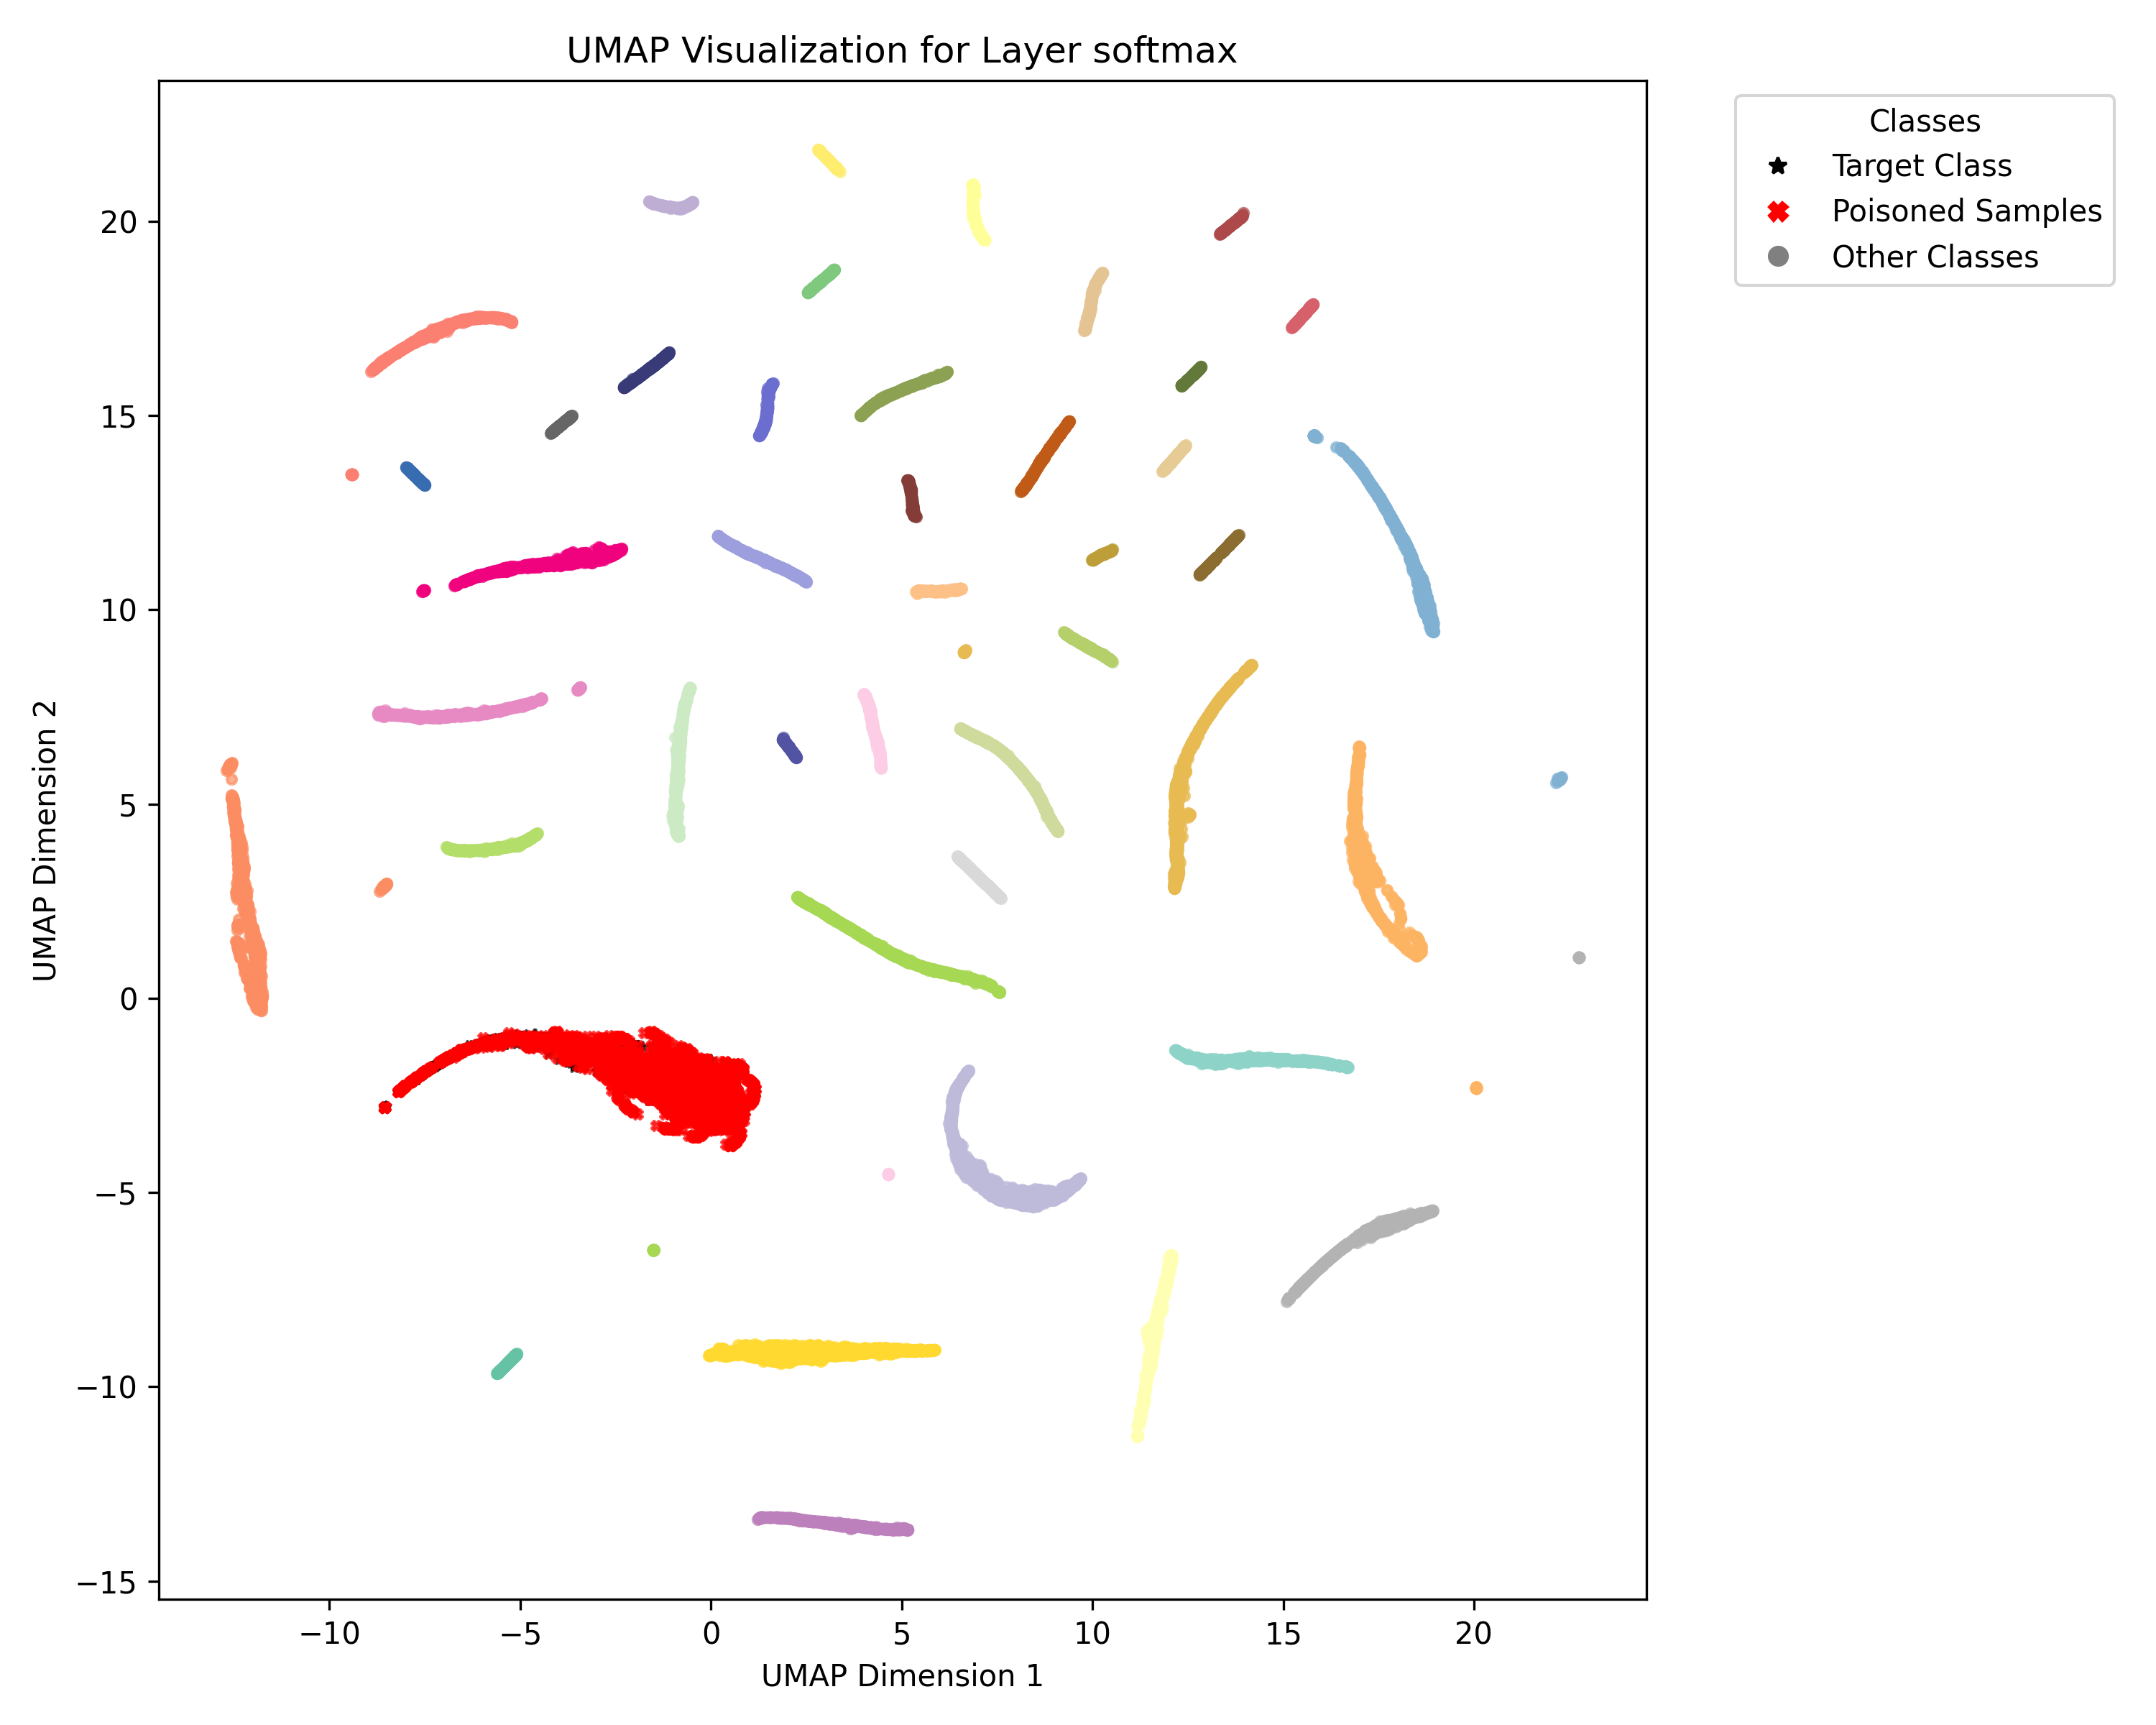 UMAP Visualization for Layer softmax
Classes
Target Class
Poisoned Samples
Other Classes
20
15
10
5
0
−5
−10
−15
UMAP Dimension 2
−10 −5 0 5 10 15 20
UMAP Dimension 1